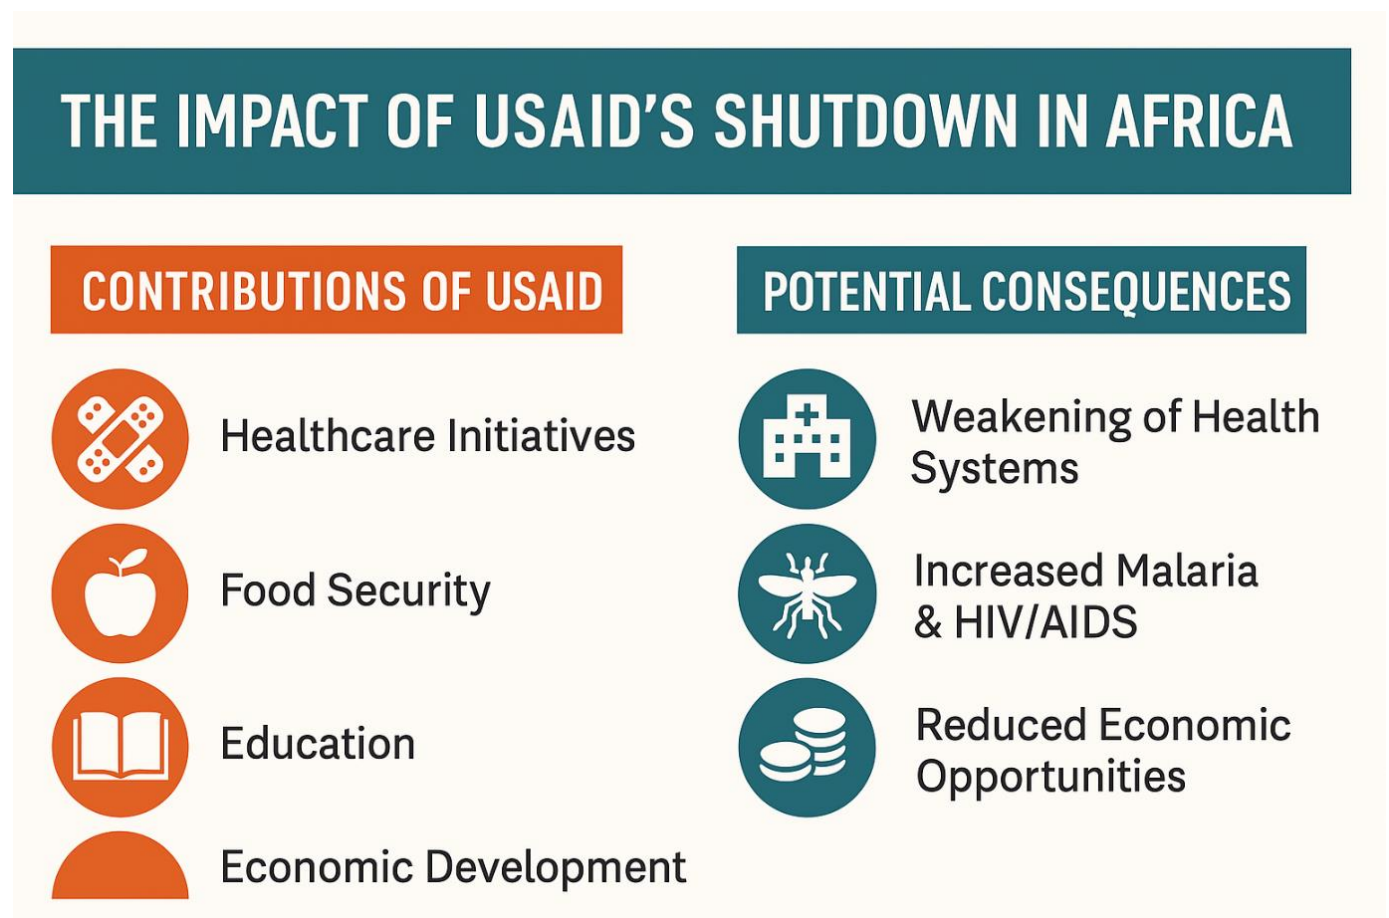 THE IMPACT OF USAID’S SHUTDOWN IN AFRICA
CONTRIBUTIONS OF USAID
Healthcare Initiatives
Food Security
Education
Economic Development
POTENTIAL CONSEQUENCES
Weakening of Health
Systems
Increased Malaria
& HIV/AIDS
Reduced Economic
Opportunities